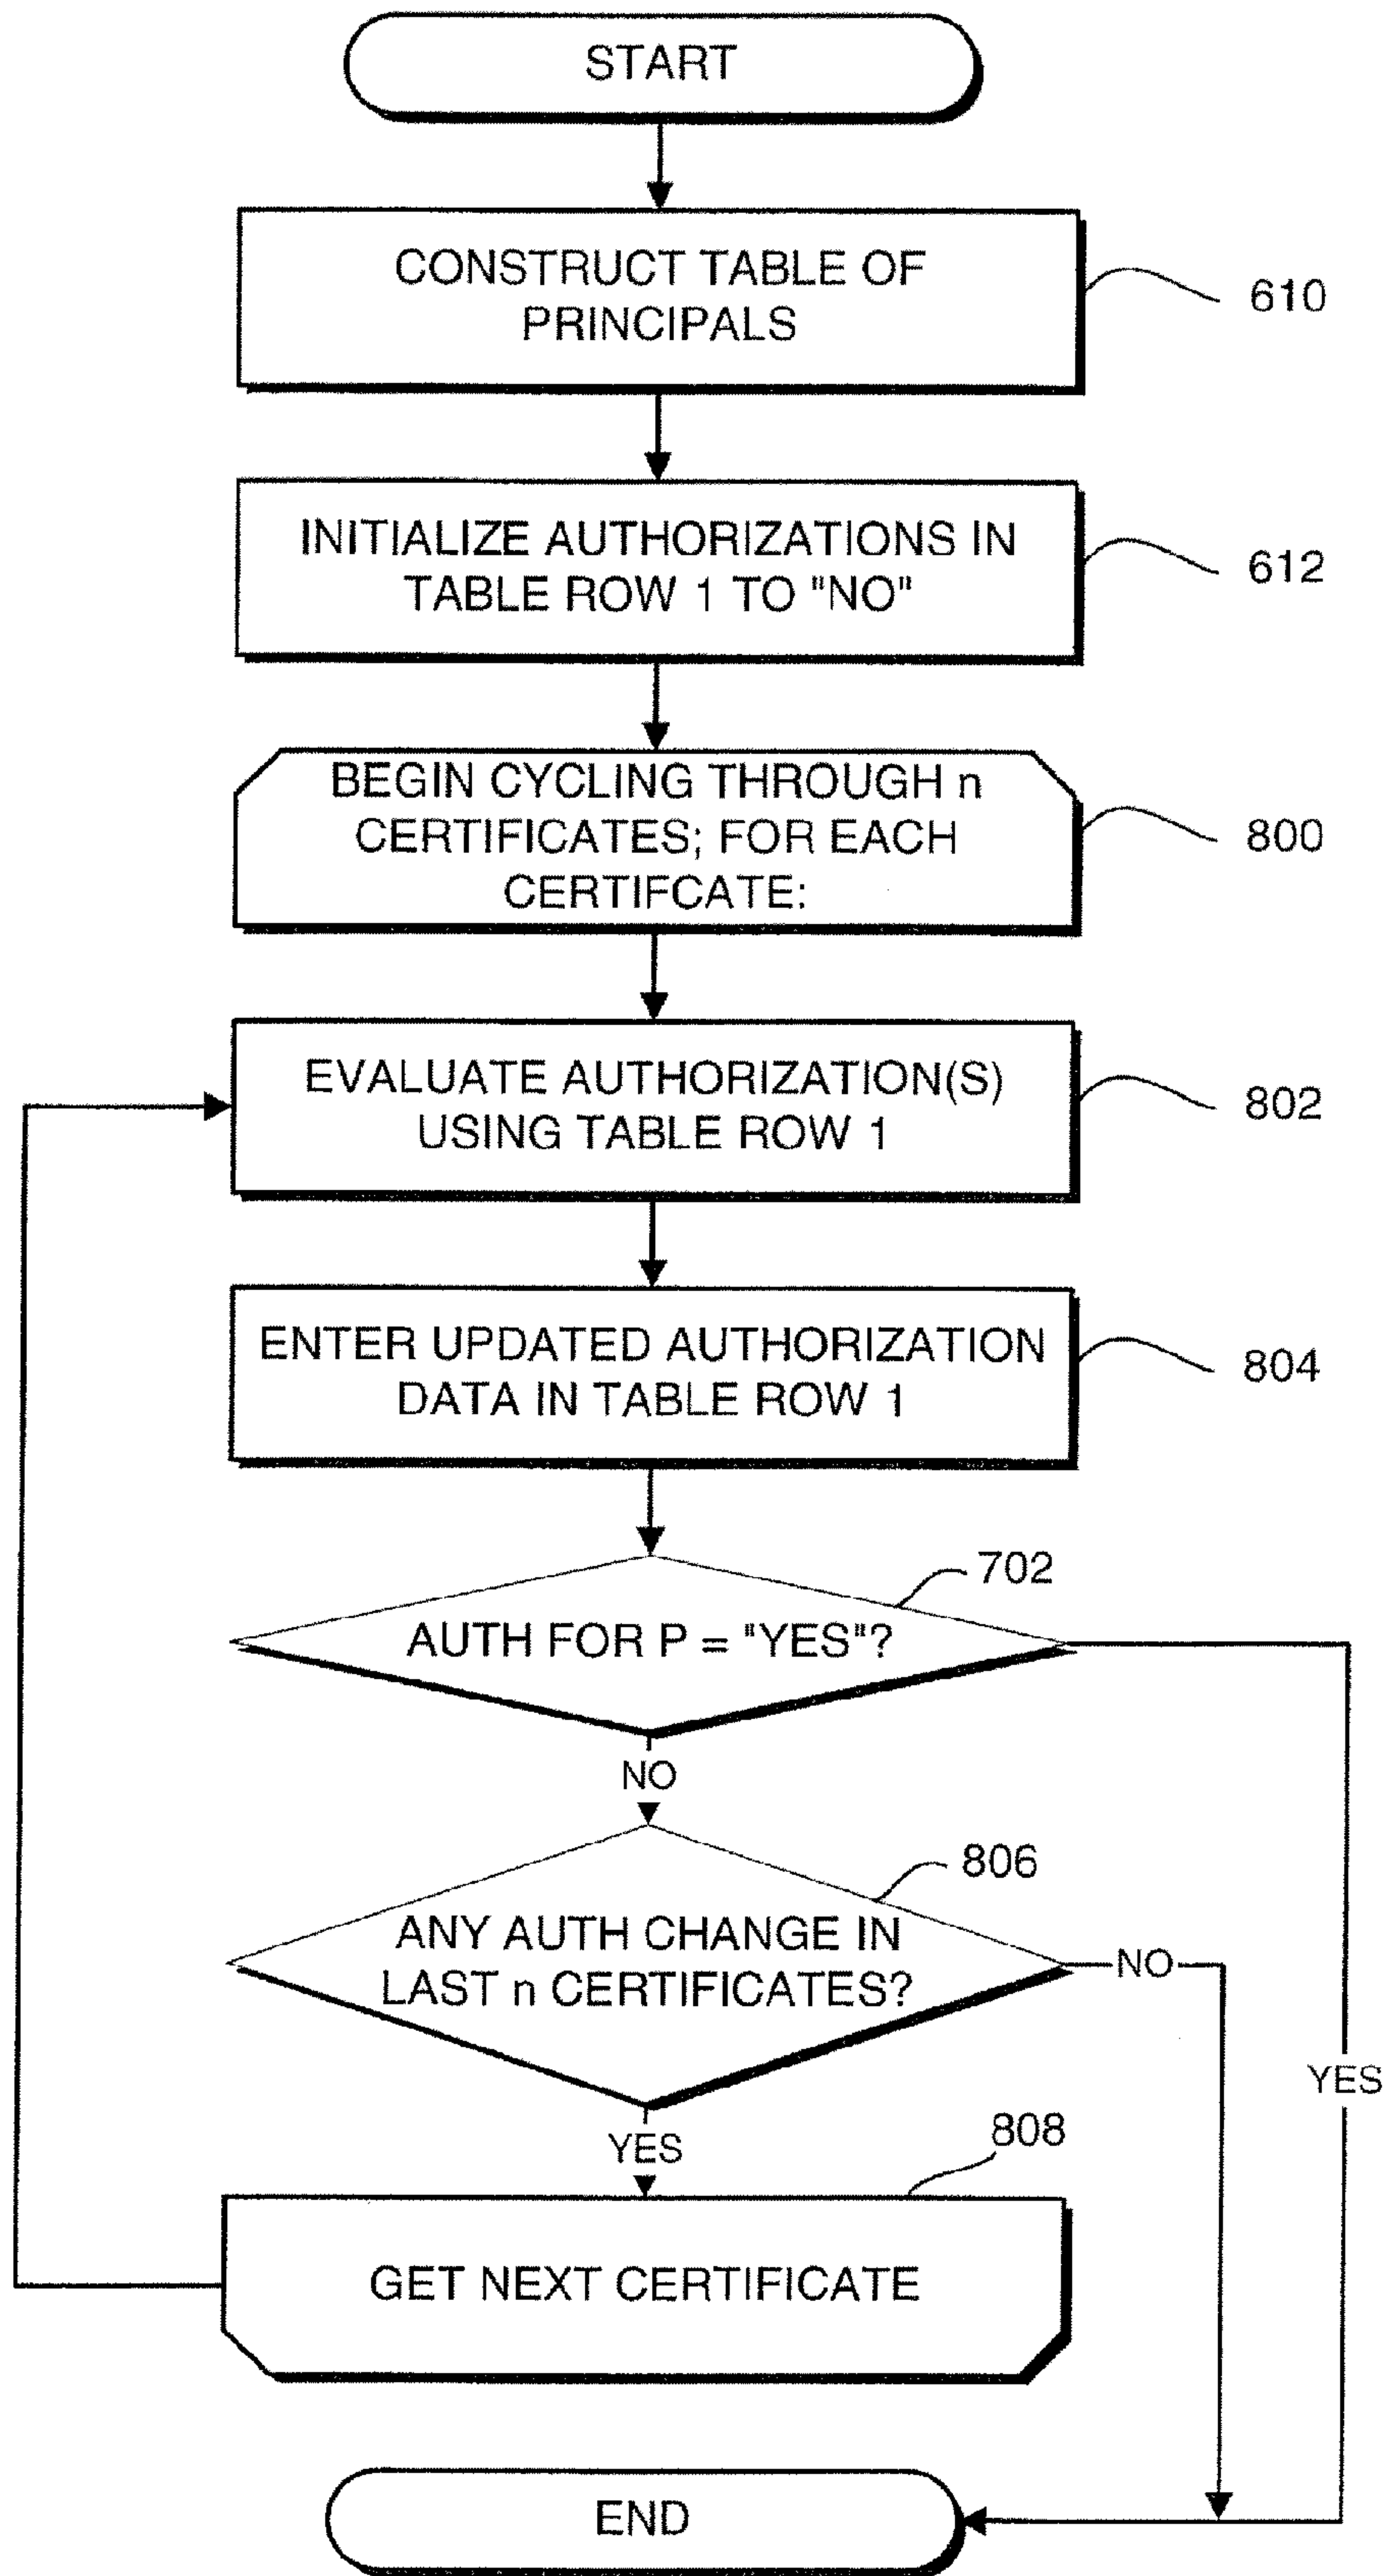 START
CONSTRUCT TABLE OF
PRINCIPALS
610
INITIALIZE AUTHORIZATIONS IN
TABLE ROW 1 TO "NO"
612
BEGIN CYCLING THROUGH n
CERTIFICATES; FOR EACH
CERTIFCATE:
800
EVALUATE AUTHORIZATION(S)
USING TABLE ROW 1
802
ENTER UPDATED AUTHORIZATION
DATA IN TABLE ROW 1
804
702
AUTH FOR P = "YES"?
NO
806
ANY AUTH CHANGE IN
LAST n CERTIFICATES?
NO
YES
YES
808
GET NEXT CERTIFICATE
END